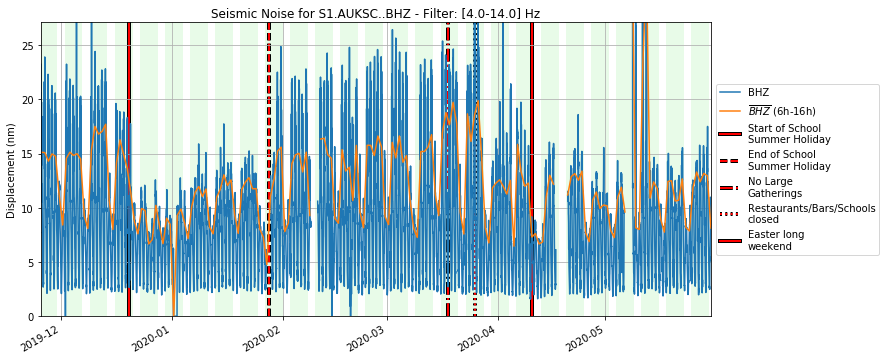 Seismic Noise for S1.AUKSC..BHZ - Filter: [4.0-14.0] Hz
25
20
15
10
5
0
Displacement (nm)
2019-12
2020-01
2020-02
2020-03
2020-04
2020-05
BHZ
BHZ (6h-16h)
Start of School
Summer Holiday
End of School
Summer Holiday
No Large
Gatherings
Restaurants/Bars/Schools
closed
Easter long
weekend